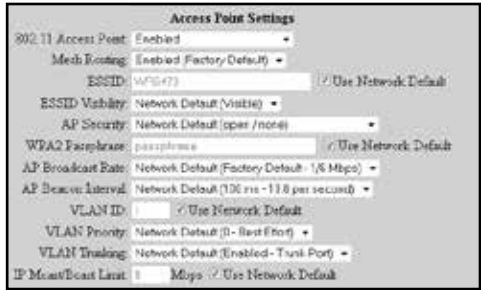 Access Point Settings
802.11 Access Point: Enabled
Mesh Routing: Enabled (Factory Default)
ESSID: Use Network Default
ESSID Visibility: Network Default (Visible)
AP Security: Network Default (open / none)
WPA2 Passphrase: passphrase Use Network Default
AP Broadcast Rate: Network Default (Factory Default - 1/6 Mbps)
AP Beacon Interval: Network Default (100 ms - 10.8 per second)
VLAN ID: Use Network Default
VLAN Priority: Network Default (0 - Best Effort)
VLAN Trunking: Network Default (Enabled - Trunk Port)
IP Mcast/Bcast Limit: Mbps Use Network Default